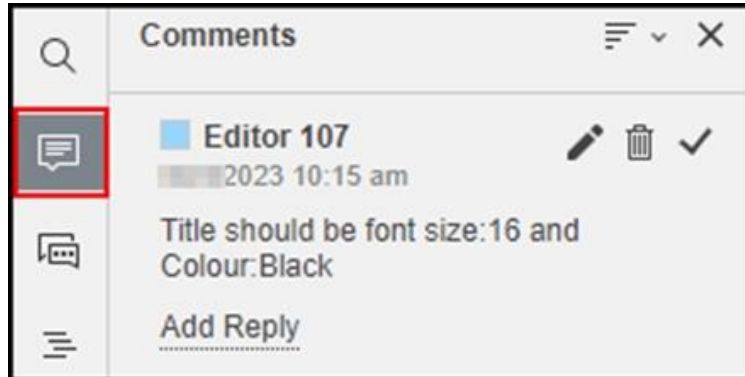 Comments
Editor 107
2023 10:15 am
Title should be font size:16 and
Colour:Black
Add Reply